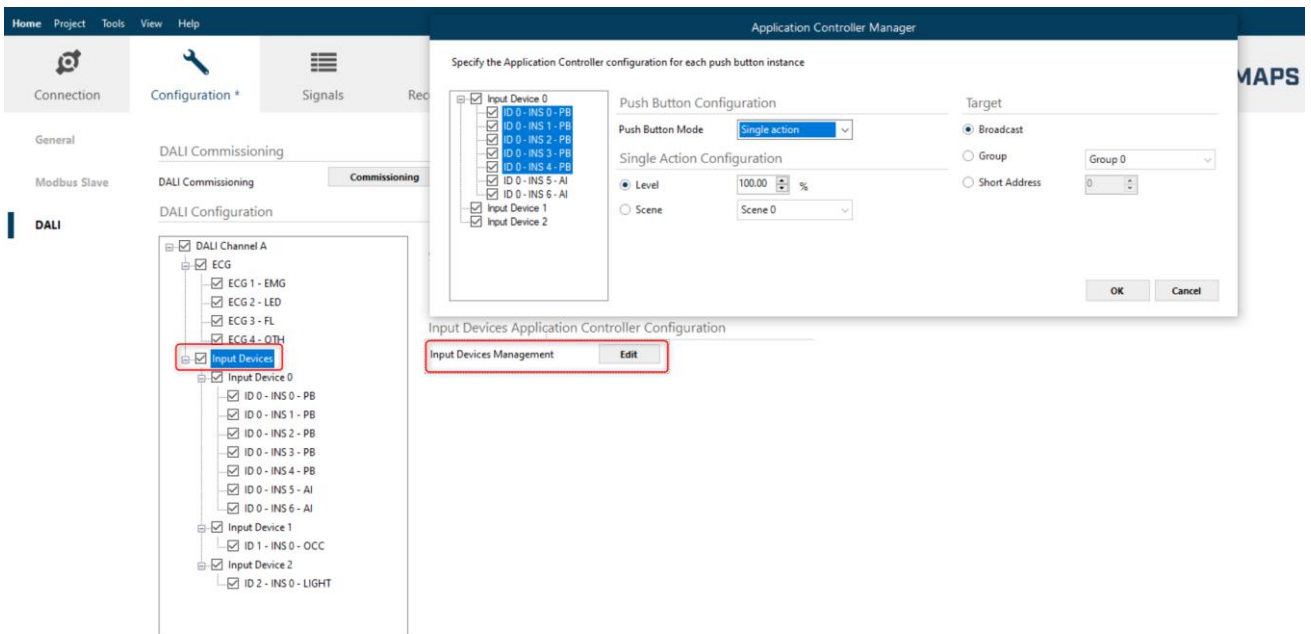 Home Project Tools View Help
Connection
Configuration *
Signals
Rec
MAPS
General
Modbus Slave
DALI
DALI Commissioning
DALI Commissioning Commissioning
DALI Configuration
DALI Channel A
ECG
ECG 1 - EMG
ECG 2 - LED
ECG 3 - FL
ECG 4 - OTH
Input Devices
Input Device 0
ID 0 - INS 0 - PB
ID 0 - INS 1 - PB
ID 0 - INS 2 - PB
ID 0 - INS 3 - PB
ID 0 - INS 4 - PB
ID 0 - INS 5 - AI
ID 0 - INS 6 - AI
Input Device 1
ID 1 - INS 0 - OCC
Input Device 2
ID 2 - INS 0 - LIGHT
Application Controller Manager
Specify the Application Controller configuration for each push button instance
Input Device 0
ID 0 - INS 0 - PB
ID 0 - INS 1 - PB
ID 0 - INS 2 - PB
ID 0 - INS 3 - PB
ID 0 - INS 4 - PB
ID 0 - INS 5 - AI
ID 0 - INS 6 - AI
Input Device 1
Input Device 2
Push Button Configuration
Push Button Mode Single action
Single Action Configuration
Level 100.00 %
Scene Scene 0
Target
Broadcast
Group Group 0
Short Address 0
OK Cancel
Input Devices Application Controller Configuration
Input Devices Management Edit